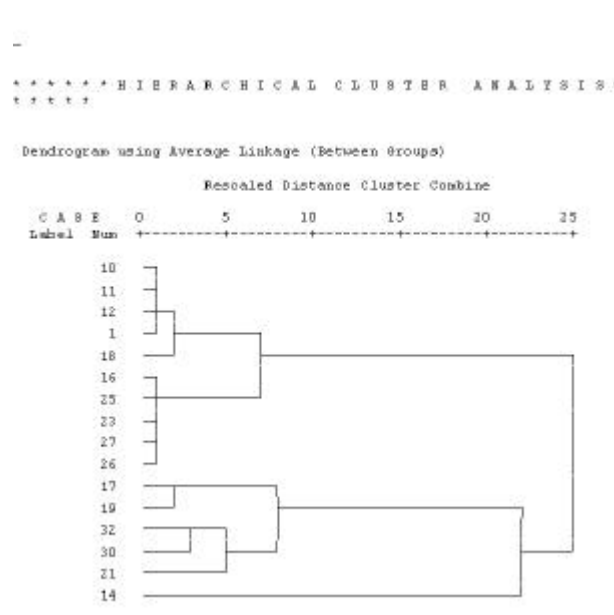 * * * * * * H I E R A R C H I C A L C L U S T E R A N A L Y S I S
* * * * *
Dendrogram using Average Linkage (Between Groups)
Rescaled Distance Cluster Combine
C A S E 0 5 10 15 20 25
Label Num +---------+---------+---------+---------+---------+
10
11
12
1
18
16
25
23
27
26
17
19
32
30
21
14